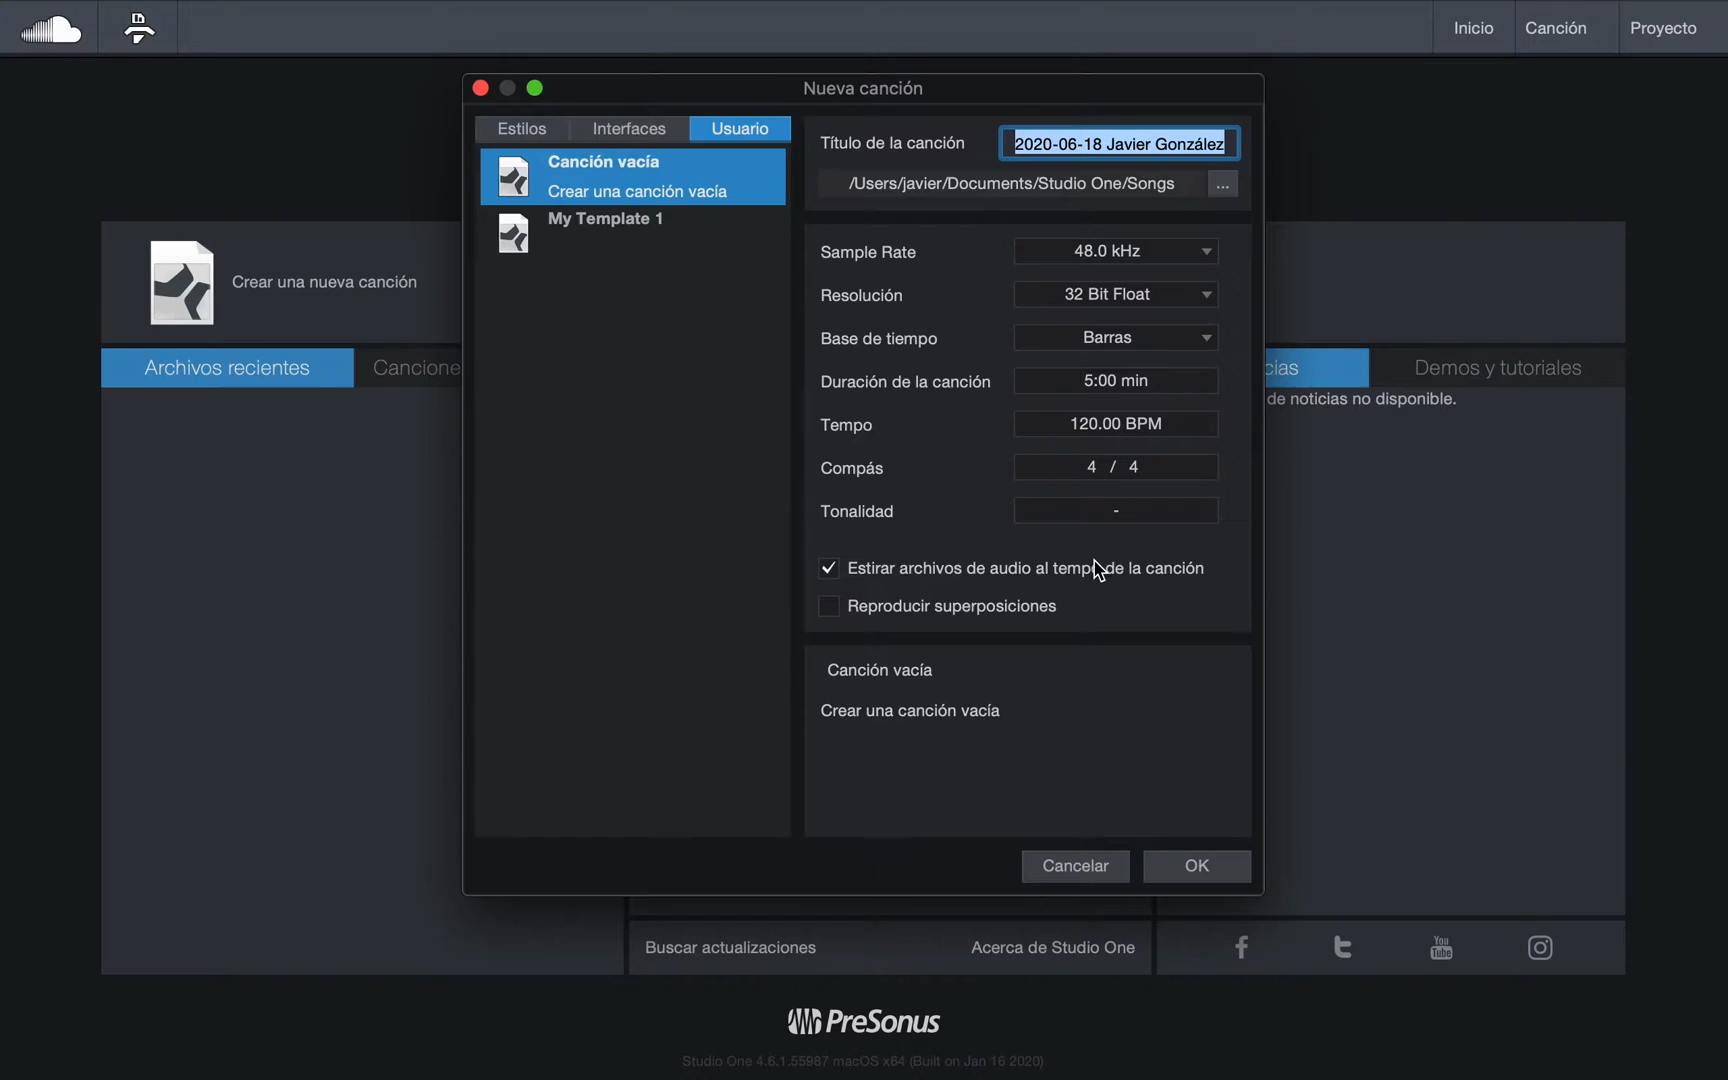 Inicio
Canción
Proyecto
Nueva canción
Estilos
Interfaces
Usuario
Canción vacía
Crear una canción vacía
My Template 1
Título de la canción
2020-06-18 Javier González
/Users/javier/Documents/Studio One/Songs
...
Sample Rate
48.0 kHz
Resolución
32 Bit Float
Base de tiempo
Barras
Duración de la canción
5:00 min
Tempo
120.00 BPM
Compás
4 / 4
Tonalidad
-
Estirar archivos de audio al tempo de la canción
Reproducir superposiciones
Canción vacía
Crear una canción vacía
Cancelar
OK
Crear una nueva canción
Archivos recientes
Cancione
cias
Demos y tutoriales
de noticias no disponible.
Buscar actualizaciones
Acerca de Studio One
You
Tube
PreSonus
Studio One 4.6.1.55987 macOS x64 (Built on Jan 16 2020)